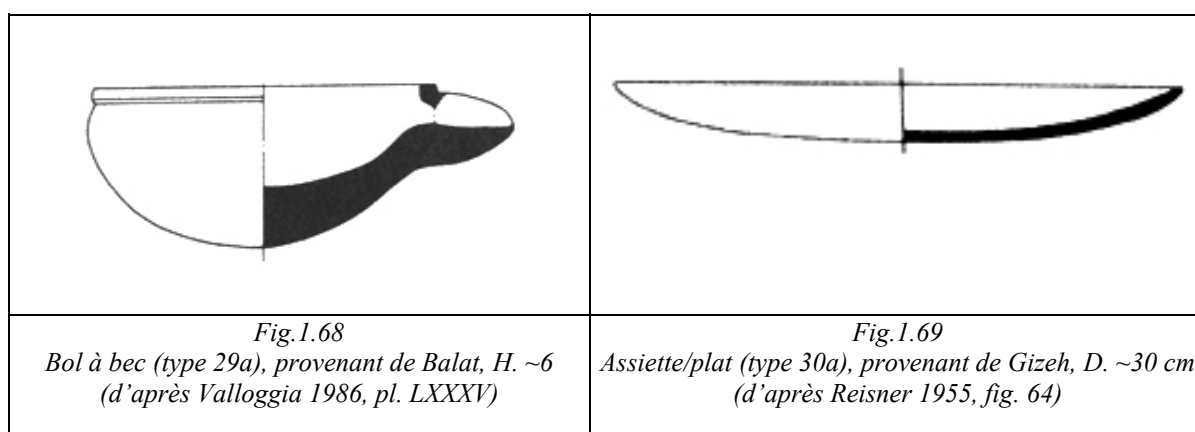 Fig.1.68
Bol à bec (type 29a), provenant de Balat, H. ~6
(d’après Valloggia 1986, pl. LXXXV)
Fig.1.69
Assiette/plat (type 30a), provenant de Gizeh, D. ~30 cm
(d’après Reisner 1955, fig. 64)